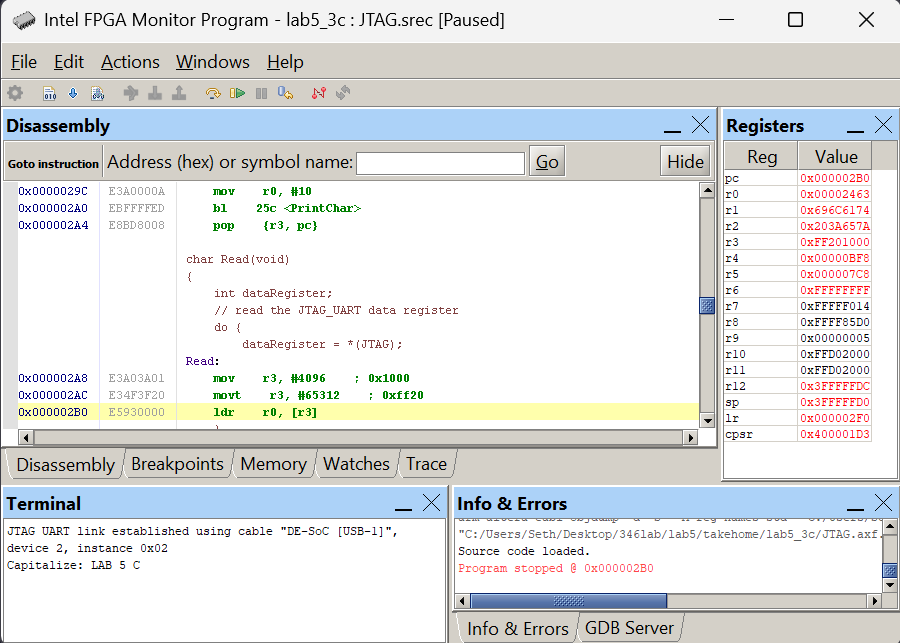 Intel FPGA Monitor Program - lab5_3c : JTAG.srec [Paused]
File Edit Actions Windows Help
Disassembly
Goto instruction Address (hex) or symbol name: Go Hide
0x0000029C E3A0000A mov r0, #10
0x000002A0 EBFFFFED bl 25c <PrintChar>
0x000002A4 E8BD8008 pop {r3, pc}
char Read(void)
{
int dataRegister;
// read the JTAG_UART data register
do {
dataRegister = *(JTAG);
Read:
0x000002A8 E3A03A01 mov r3, #4096 ; 0x1000
0x000002AC E34F3F20 movt r3, #65312 ; 0xff20
0x000002B0 E5930000 ldr r0, [r3]
Disassembly Breakpoints Memory Watches Trace
Registers
Reg Value
pc 0x000002B0
r0 0x00002463
r1 0x696C6174
r2 0x203A657A
r3 0xFF201000
r4 0x00000BF8
r5 0x000007C8
r6 0xFFFFFFFF
r7 0xFFFFF014
r8 0xFFFF85D0
r9 0x00000005
r10 0xFFD02000
r11 0xFFD02000
r12 0x3FFFFFDC
sp 0x3FFFFFD0
lr 0x000002F0
cpsr 0x400001D3
Terminal
JTAG UART link established using cable "DE-SoC [USB-1]",
device 2, instance 0x02
Capitalize: LAB 5 C
Info & Errors
"C:/Users/Seth/Desktop/346lab/lab5/takehome/lab5_3c/JTAG.axf.
Source code loaded.
Program stopped @ 0x000002B0
Info & Errors GDB Server